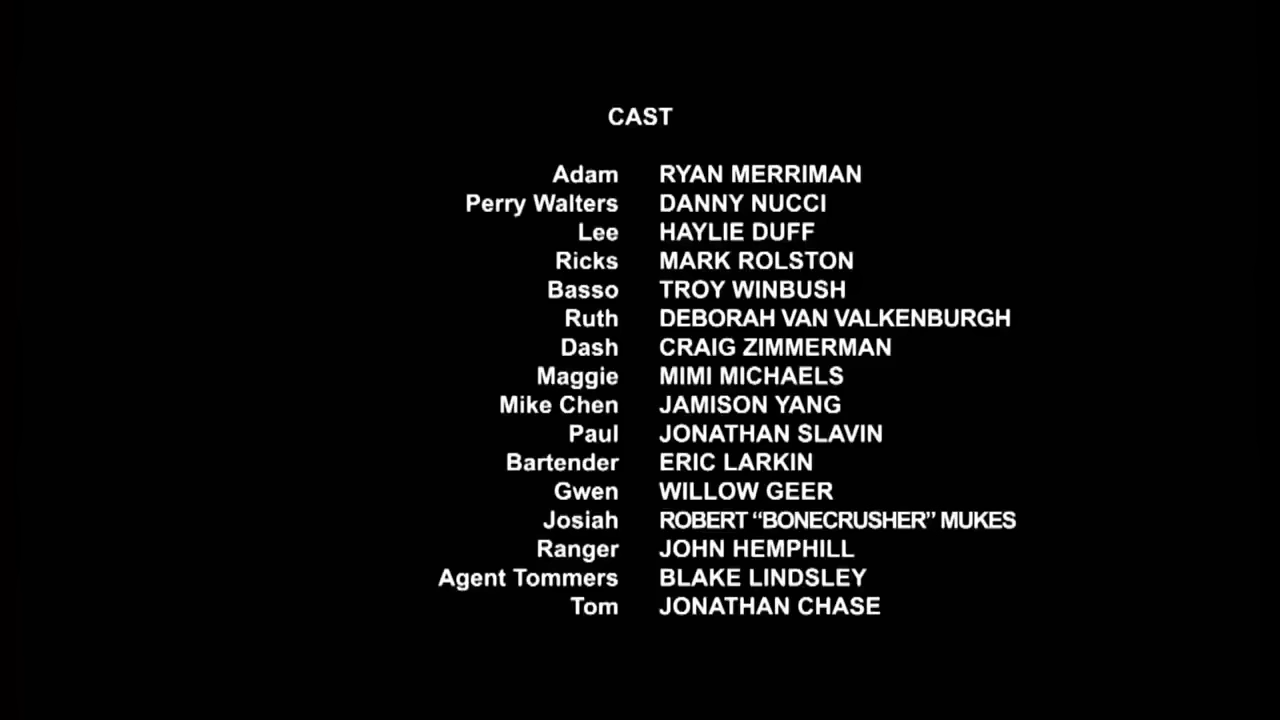 CAST
Adam RYAN MERRIMAN
Perry Walters DANNY NUCCI
Lee HAYLIE DUFF
Ricks MARK ROLSTON
Basso TROY WINBUSH
Ruth DEBORAH VAN VALKENBURGH
Dash CRAIG ZIMMERMAN
Maggie MIMI MICHAELS
Mike Chen JAMISON YANG
Paul JONATHAN SLAVIN
Bartender ERIC LARKIN
Gwen WILLOW GEER
Josiah ROBERT “BONECRUSHER” MUKES
Ranger JOHN HEMPHILL
Agent Tommers BLAKE LINDSLEY
Tom JONATHAN CHASE